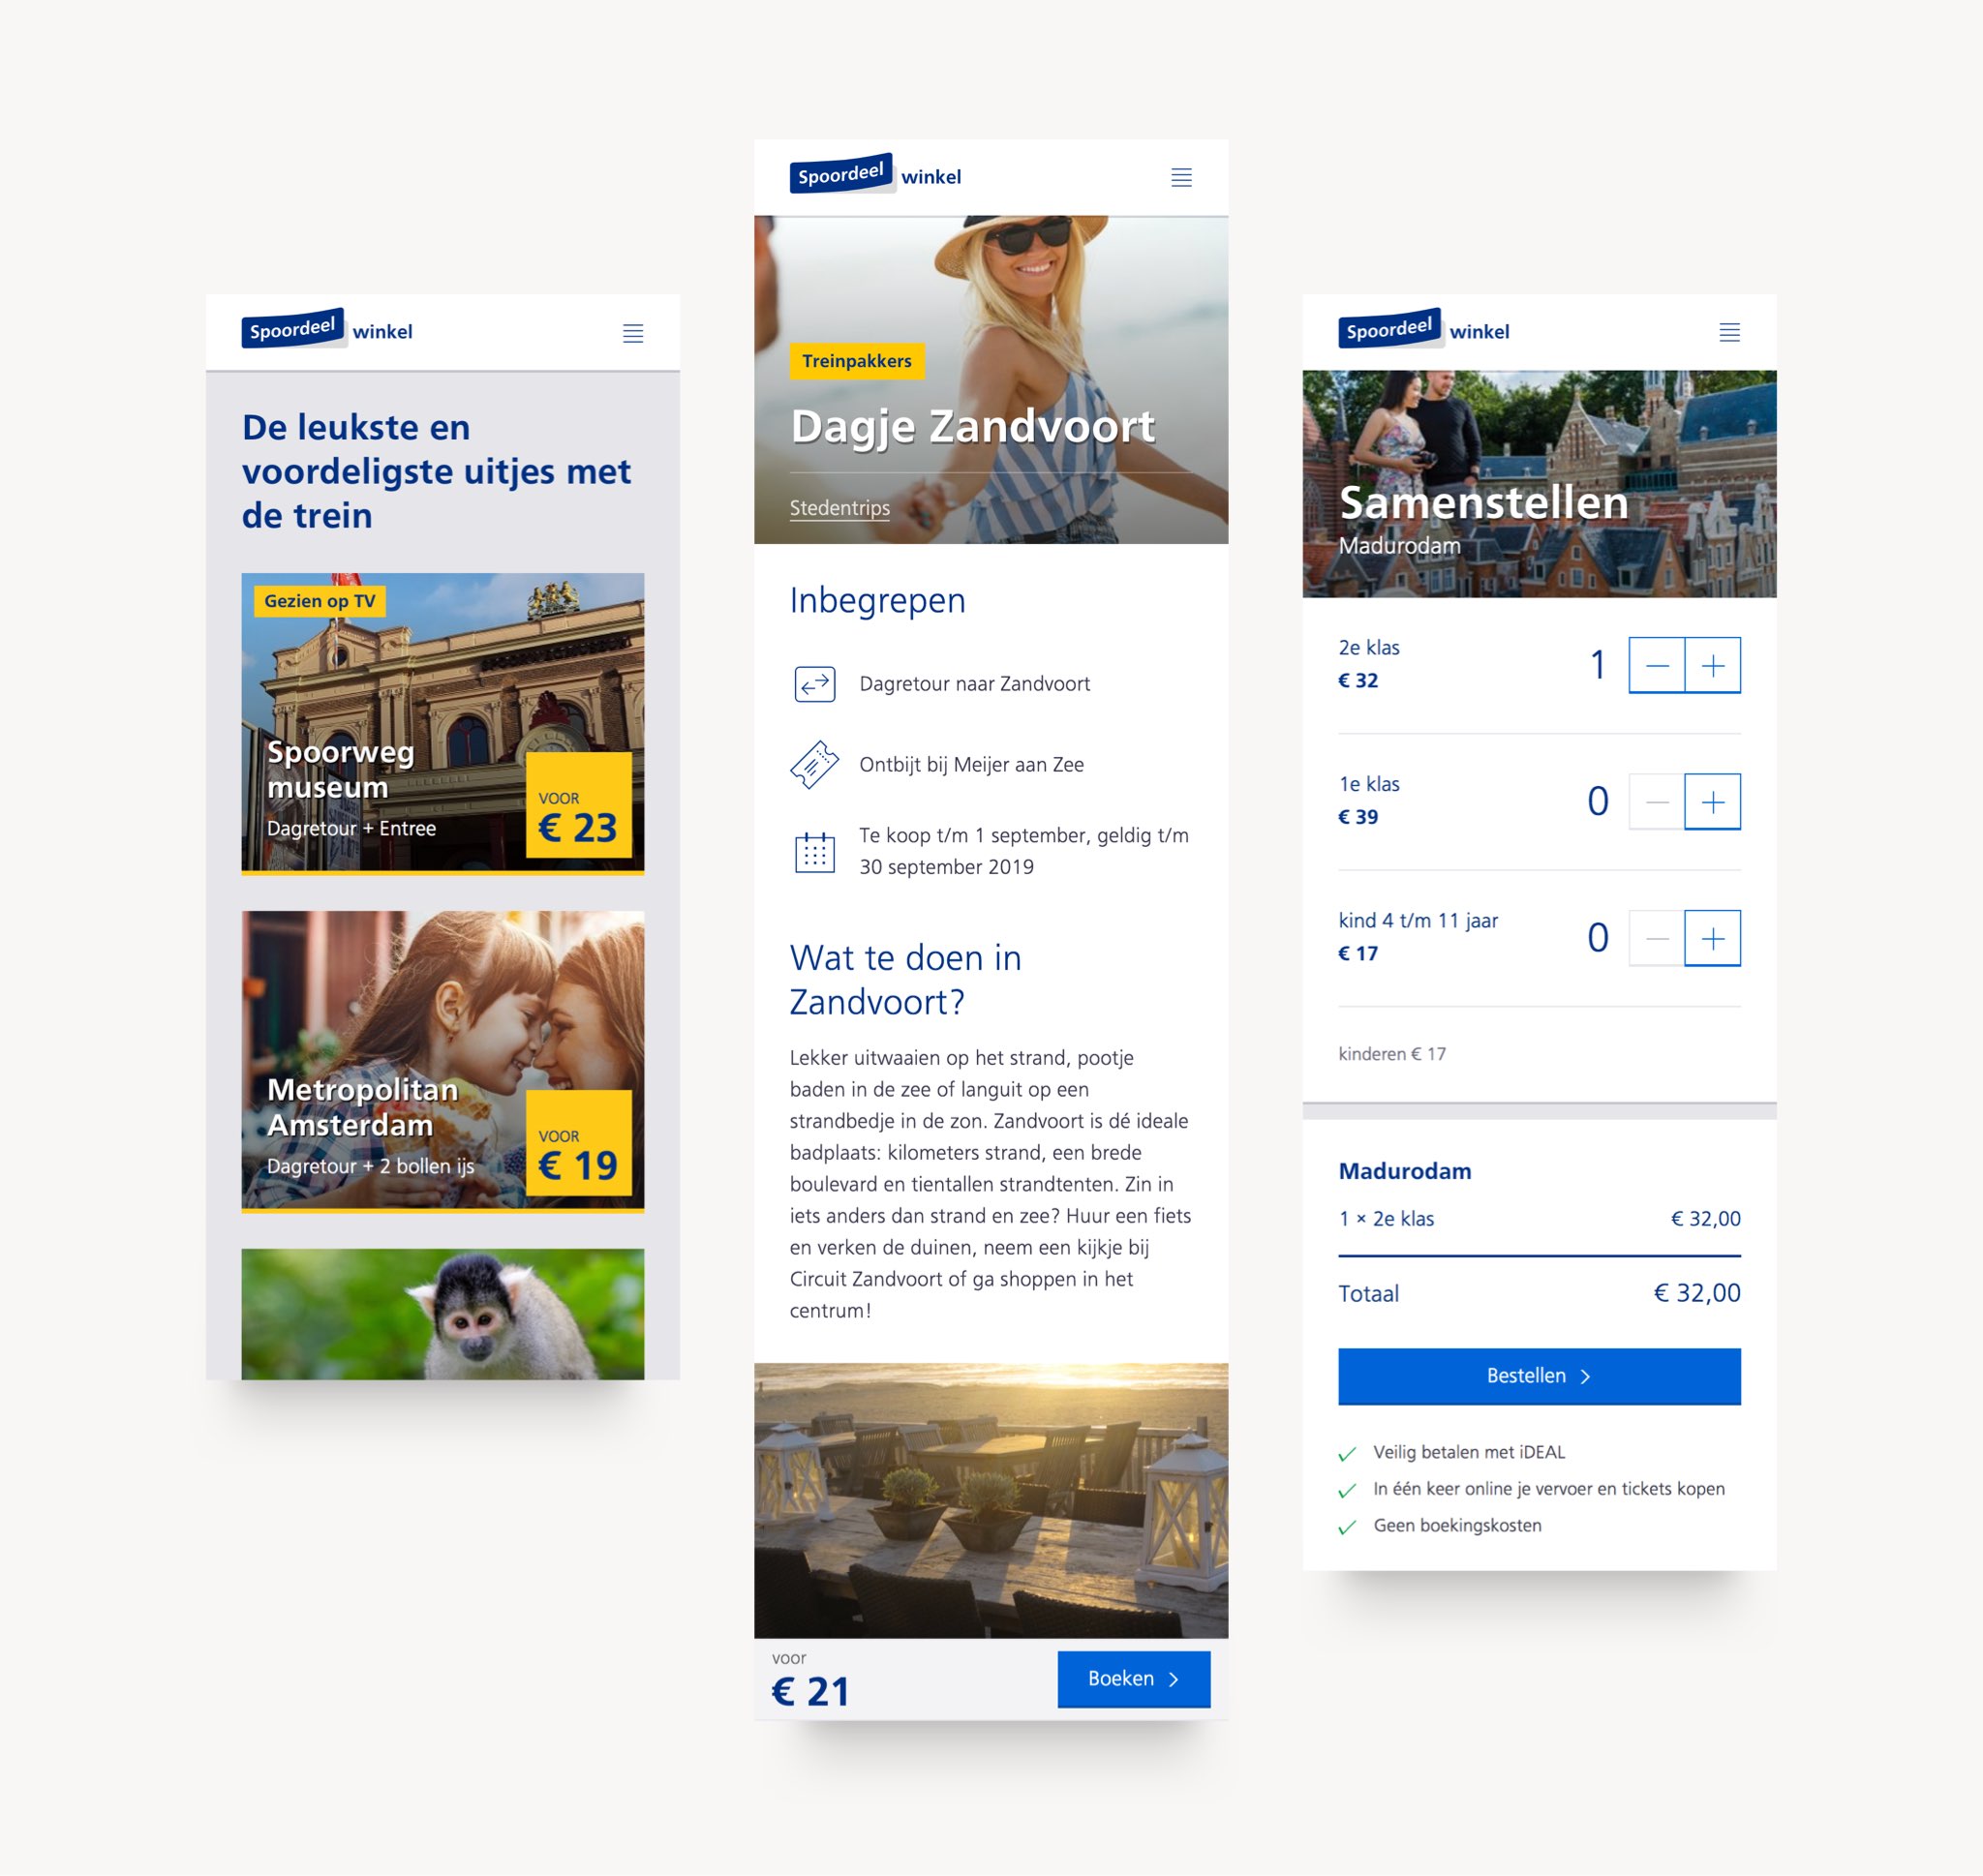 Spoordeel winkel
De leukste en
voordeligste uitjes met
de trein
Gezien op TV
Spoorweg
museum
Dagretour + Entree
VOOR
€ 23
Metropolitan
Amsterdam
Dagretour + 2 bollen ijs
VOOR
€ 19
Spoordeel winkel
Treinpakkers
Dagje Zandvoort
Stedentrips
Inbegrepen
Dagretour naar Zandvoort
Ontbijt bij Meijer aan Zee
Te koop t/m 1 september, geldig t/m
30 september 2019
Wat te doen in
Zandvoort?
Lekker uitwaaien op het strand, pootje
baden in de zee of languit op een
strandbedje in de zon. Zandvoort is dé ideale
badplaats: kilometers strand, een brede
boulevard en tientallen strandtenten. Zin in
iets anders dan strand en zee? Huur een fiets
en verken de duinen, neem een kijkje bij
Circuit Zandvoort of ga shoppen in het
centrum!
voor
€ 21
Boeken
Spoordeel winkel
Samenstellen
Madurodam
2e klas
€ 32
1
1e klas
€ 39
0
kind 4 t/m 11 jaar
€ 17
0
kinderen € 17
Madurodam
1 × 2e klas € 32,00
Totaal € 32,00
Bestellen
Veilig betalen met iDEAL
In één keer online je vervoer en tickets kopen
Geen boekingskosten